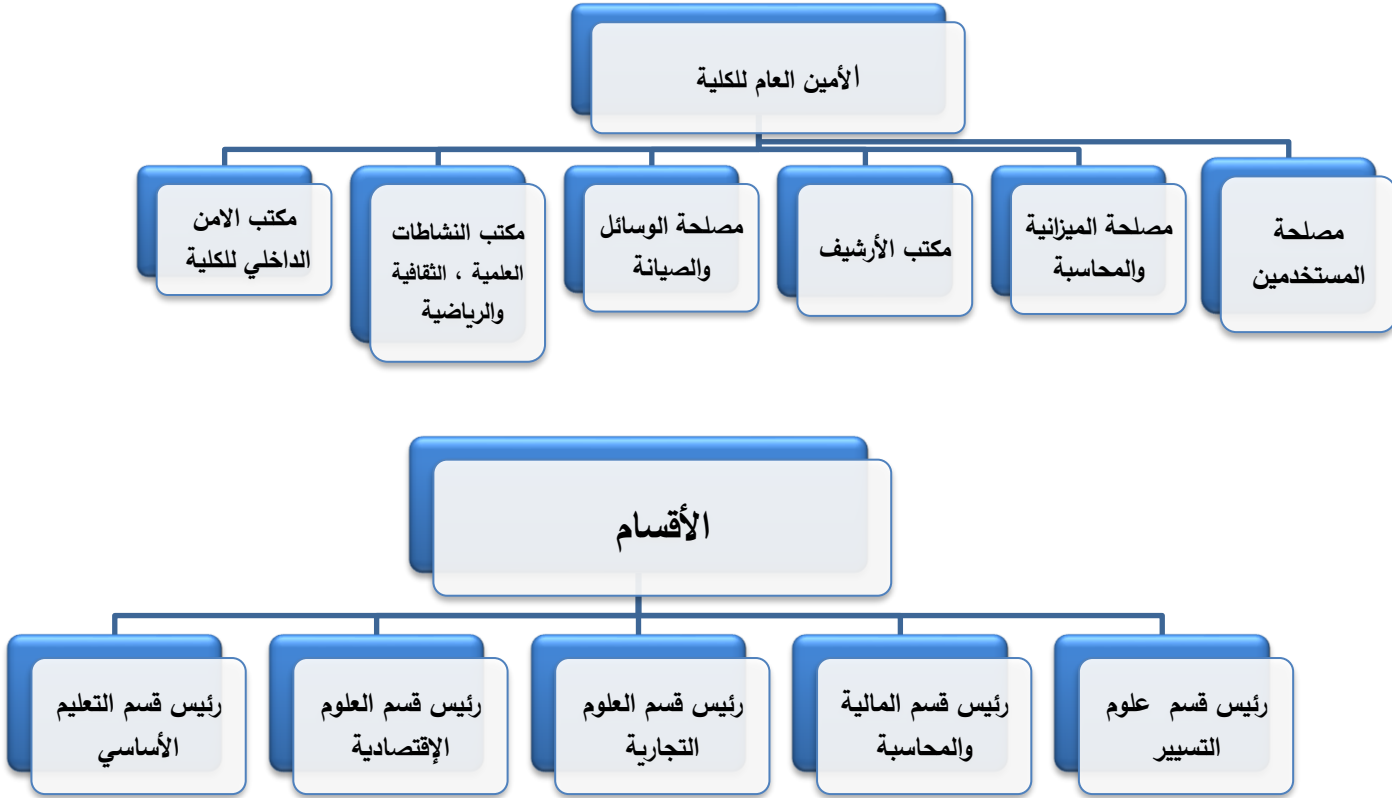 الأمين العام للكلية
مصلحة
المستخدمين
مصلحة الميزانية
والمحاسبة
مكتب الأرشيف
مصلحة الوسائل
والصيانة
مكتب النشاطات
العلمية ، الثقافية
والرياضية
مكتب الامن
الداخلي للكلية
الأقسام
رئيس قسم علوم
التسيير
رئيس قسم المالية
والمحاسبة
رئيس قسم العلوم
التجارية
رئيس قسم العلوم
الإقتصادية
رئيس قسم التعليم
الأساسي